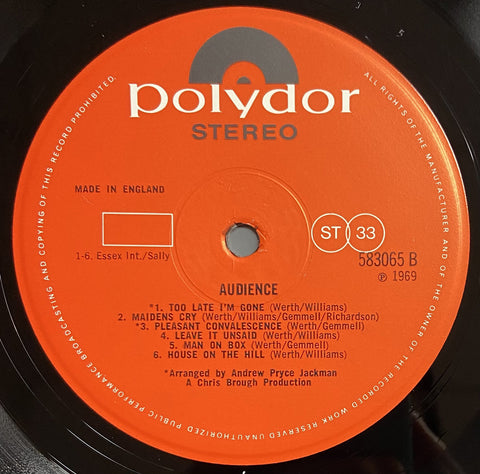 polydor
STEREO
MADE IN ENGLAND
ST 33
1-6. Essex Int./Sally
583065 B
℗ 1969
AUDIENCE
*1. TOO LATE I'M GONE (Werth/Williams)
2. MAIDENS CRY (Werth/Williams/Gemmell/Richardson)
*3. PLEASANT CONVALESCENCE (Werth/Gemmell)
4. LEAVE IT UNSAID (Werth/Williams)
5. MAN ON BOX (Werth/Gemmell)
6. HOUSE ON THE HILL (Werth/Williams)
*Arranged by Andrew Pryce Jackman
A Chris Brough Production
ALL RIGHTS OF THE MANUFACTURER AND OF THE OWNER OF THE RECORDED WORK RESERVED UNAUTHORISED PUBLIC PERFORMANCE BROADCASTING AND COPYING OF THIS RECORD PROHIBITED.